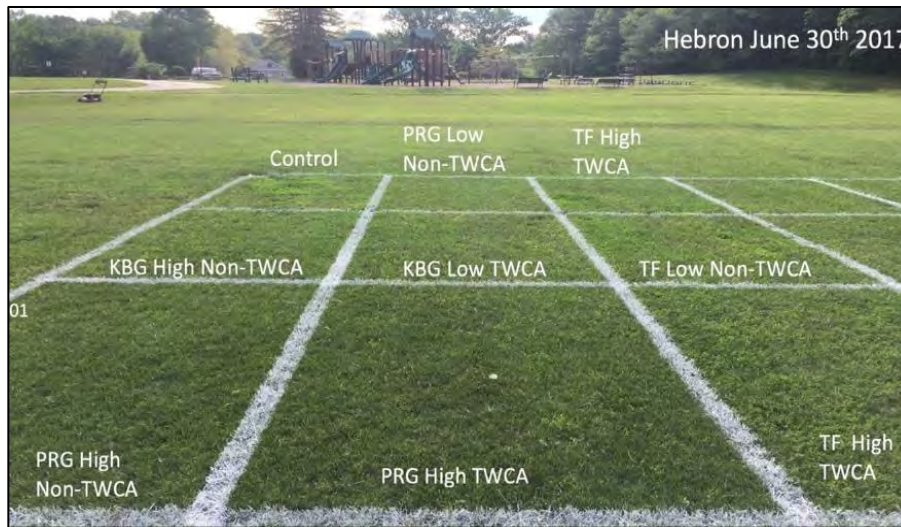 Hebron June 30th 2017
Control
PRG Low
Non-TWCA
TF High
TWCA
KBG High Non-TWCA
KBG Low TWCA
TF Low Non-TWCA
01
PRG High
Non-TWCA
PRG High TWCA
TF High
TWCA